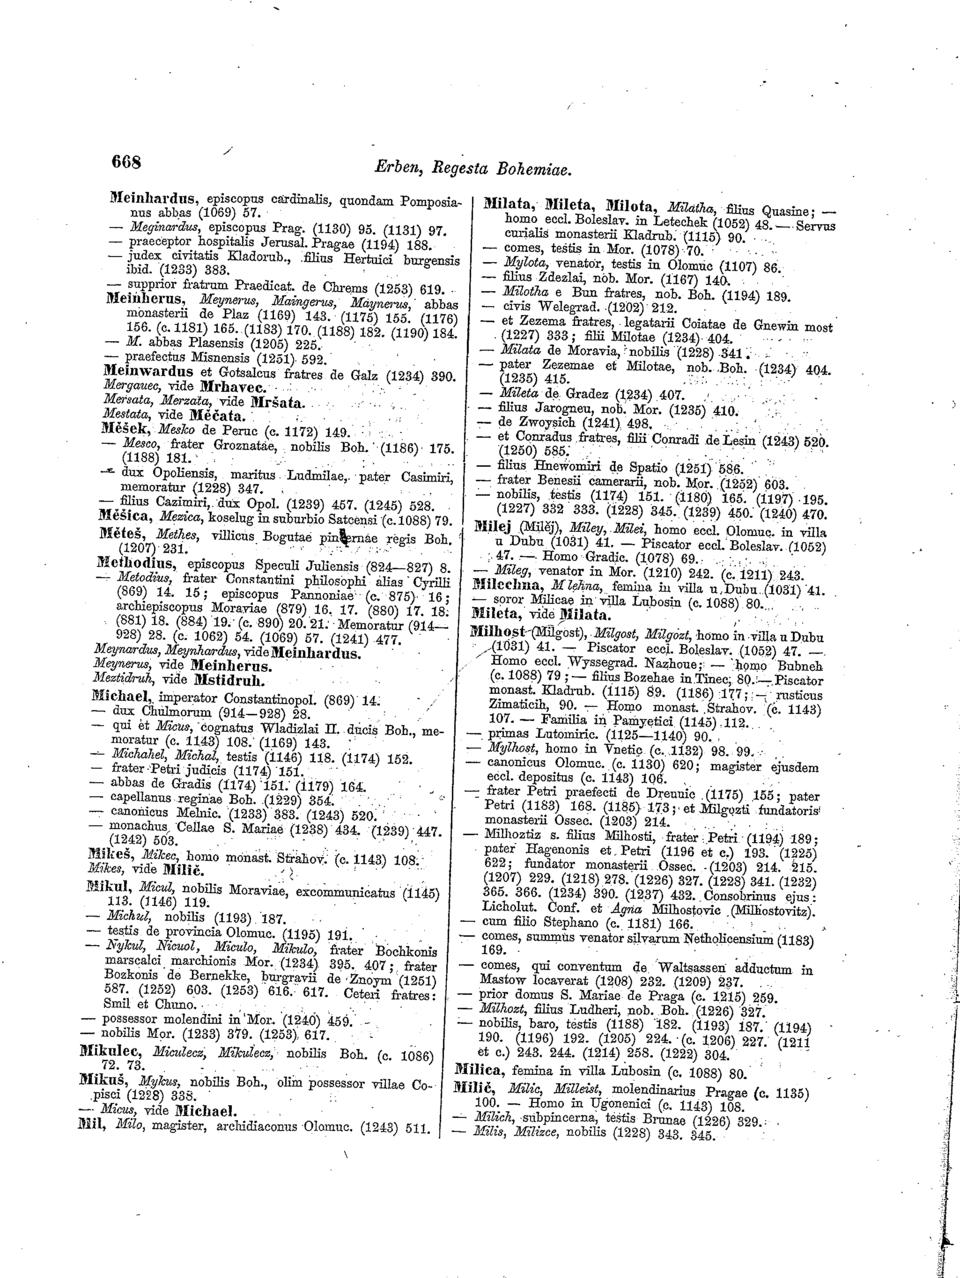 668
Erben, Regesta Bohemiae.
Meinhardus, episcopus cardinalis, quondam Pomposia-
nus abbas (1069) 57.
— Meginardus, episcopus Prag. (1130) 95. (1131) 97.
— praeceptor hospitalis Jerusal. Pragae (1194) 188.
— judex civitatis Kladorub., filius Hertuici burgensis
ibid. (1233) 383.
— supprior fratrum Praedicat. de Chrems (1253) 619.
Meinherus, Meynerus, Maingerus, Maynerus, abbas
monasterii de Plaz (1169) 143. (1175) 155. (1176)
156. (c. 1181) 165. (1183) 170. (1188) 182. (1190) 184.
— M. abbas Plasensis (1205) 225.
— praefectus Misnensis (1251) 592.
Meinwardus et Gotsalcus fratres de Galz (1234) 390.
Mergauec, vide Mrhavec.
Mersata, Merzata, vide Mršata.
Mestata, vide Měčata.
Měšek, Mesko de Peruc (c. 1172) 149.
— Mesco, frater Groznatae, nobilis Boh. (1186) 175.
(1188) 181.
— dux Opoliensis, maritus Ludmilae, pater Casimiri,
memoratur (1228) 347.
— filius Cazimiri, dux Opol. (1239) 457. (1245) 528.
Měšica, Mezica, koselug in suburbio Satcensi (c. 1088) 79.
Měteš, Methes, villicus Bogutae pincernae regis Boh.
(1207) 231.
Methodius, episcopus Speculi Juliensis (824—827) 8.
— Metodius, frater Constantini philosophi alias Cyrilli
(869) 14. 15; episcopus Pannoniae (c. 875) 16;
archiepiscopus Moraviae (879) 16. 17. (880) 17. 18.
(881) 18. (884) 19. (c. 890) 20. 21. Memoratur (914—
928) 28. (c. 1062) 54. (1069) 57. (1241) 477.
Meynardus, Meynhardus, vide Meinhardus.
Meynerus, vide Meinherus.
Meztidruh, vide Mstidruh.
Michael, imperator Constantinopol. (869) 14.
— dux Chulmorum (914—928) 28.
— qui et Micus, cognatus Wladizlai II. ducis Boh., me-
moratur (c. 1143) 108. (1169) 143.
— Michahel, Michal, testis (1146) 118. (1174) 152.
— frater Petri judicis (1174) 151.
— abbas de Gradis (1174) 151. (1179) 164.
— capellanus reginae Boh. (1229) 354.
— canonicus Melnic. (1233) 383. (1243) 520.
— monachus Cellae S. Mariae (1238) 434. (1239) 447.
(1242) 503.
Mikeš, Mikec, homo monast. Strahov. (c. 1143) 108.
Mikes, vide Milič.
Mikul, Micul, nobilis Moraviae, excommunicatus (1145)
113. (1146) 119.
— Michul, nobilis (1193) 187.
— testis de provincia Olomuc. (1195) 191.
— Nykul, Nicuol, Miculo, Mikulo, frater Bochkonis
marscalci marchionis Mor. (1234) 395. 407; frater
Bozkonis de Bernekke, burgravii de Znoym (1251)
587. (1252) 603. (1253) 616. 617. Ceteri fratres:
Smil et Chuno.
— possessor molendini in Mor. (1240) 459.
— nobilis Mor. (1233) 379. (1253) 617.
Mikulec, Miculecz, Mikulecz, nobilis Boh. (c. 1086)
72. 73.
Mikuš, Mykus, nobilis Boh., olim possessor villae Co-
pisci (1228) 338.
— Micus, vide Michael.
Mil, Milo, magister, archidiaconus Olomuc. (1243) 511.
Milata, Mileta, Milota, Milatha, filius Quasine; —
homo eccl. Boleslav. in Letechek (1052) 48. — Servus
curialis monasterii Kladrub. (1115) 90.
— comes, testis in Mor. (1078) 70.
— Mylota, venator, testis in Olomuc (1107) 86.
— filius Zdezlai, nob. Mor. (1167) 140.
— Milotha e Bun fratres, nob. Boh. (1194) 189.
— civis Welegrad. (1202) 212.
— et Zezema fratres, legatarii Coiatae de Gnewin most
(1227) 333; filii Milotae (1234) 404.
— Milata de Moravia, nobilis (1228) 341.
— pater Zezemae et Milotae, nob. Boh. (1234) 404.
(1235) 415.
— Mileta de Gradez (1234) 407.
— filius Jarogneu, nob. Mor. (1235) 410.
— de Zwoysich (1241) 498.
— et Conradus fratres, filii Conradi de Lesin (1243) 520.
(1250) 585.
— filius Hnewomiri de Spatio (1251) 586.
— frater Benesii camerarii, nob. Mor. (1252) 603.
— nobilis, testis (1174) 151. (1180) 165. (1197) 195.
(1227) 332 333. (1228) 345. (1239) 450. (1240) 470.
Milej (Milěj), Miley, Milei, homo eccl. Olomuc. in villa
u Dubu (1031) 41. — Piscator eccl. Boleslav. (1052)
47. — Homo Gradic. (1078) 69.
— Mileg, venator in Mor. (1210) 242. (c. 1211) 243.
Milechna, Mlehna, femina in villa u Dubu (1031) 41.
— soror Milicae in villa Lubosin (c. 1088) 80.
Mileta, vide Milata.
Milhost (Milgost), Milgost, Milgozt, homo in villa u Dubu
(1031) 41. — Piscator eccl. Boleslav. (1052) 47. —
Homo eccl. Wyssegrad. Nazhoue; — homo Bubneh
(c. 1088) 79; — filius Bozehae in Tinec, 80. — Piscator
monast. Kladrub. (1115) 89. (1186) 177; — rusticus
Zimaticih, 90. — Homo monast. Strahov. (c. 1143)
107. — Familia in Pamyetici (1145) 112.
— primas Lutomiric. (1125—1140) 90.
— Mylhost, homo in Vnetic (c. 1132) 98. 99.
— canonicus Olomuc. (c. 1130) 620; magister ejusdem
eccl. depositus (c. 1143) 106.
— frater Petri praefecti de Dreuuic (1175) 155; pater
Petri (1183) 168. (1185) 173; et Milgozti fundatoris
monasterii Ossec. (1203) 214.
— Milhoztiz s. filius Milhosti, frater Petri (1194) 189;
pater Hagenonis et Petri (1196 et c.) 193. (1225)
622; fundator monasterii Ossec. (1203) 214. 215.
(1207) 229. (1218) 278. (1226) 327. (1228) 341. (1232)
365. 366. (1234) 390. (1237) 432. Consobrinus ejus:
Licholut. Conf. et Agna Milhostovic (Milhostovitz).
— cum filio Stephano (c. 1181) 166.
— comes, summus venator silvarum Netholicensium (1183)
169.
— comes, qui conventum de Waltsassen adductum in
Mastow locaverat (1208) 232. (1209) 237.
— prior domus S. Mariae de Praga (c. 1215) 259.
— Milhozt, filius Ludheri, nob. Boh. (1226) 327.
— nobilis, baro, testis (1188) 182. (1193) 187. (1194)
190. (1196) 192. (1205) 224. (c. 1206) 227. (1211
et c.) 243. 244. (1214) 258. (1222) 304.
Milica, femina in villa Lubosin (c. 1088) 80.
Milič, Milic, Milleist, molendinarius Pragae (c. 1135)
100. — Homo in Ugonenici (c. 1143) 108.
— Milich, subpincerna, testis Brunae (1226) 329.
— Milis, Milizce, nobilis (1228) 343. 345.